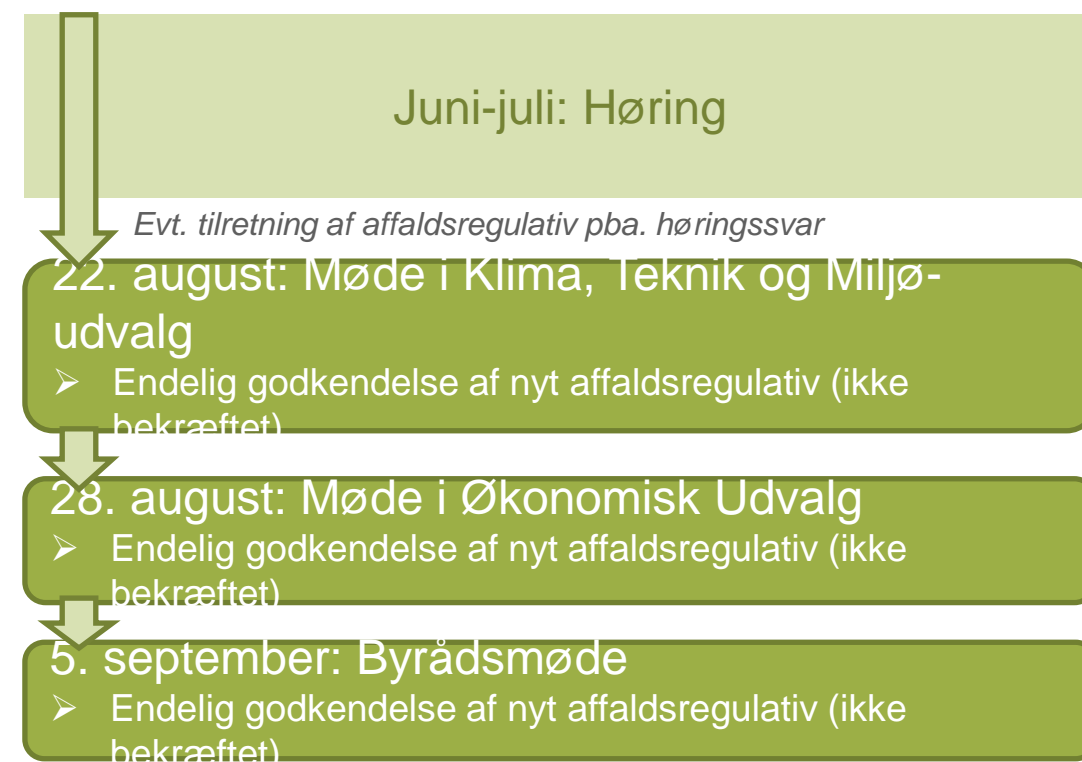 Juni-juli: Høring
Evt. tilretning af affaldsregulativ pba. høringssvar
22. august: Møde i Klima, Teknik og Miljø-
udvalg
➢ Endelig godkendelse af nyt affaldsregulativ (ikke
bekræftet)
28. august: Møde i Økonomisk Udvalg
➢ Endelig godkendelse af nyt affaldsregulativ (ikke
bekræftet)
5. september: Byrådsmøde
➢ Endelig godkendelse af nyt affaldsregulativ (ikke
bekræftet)